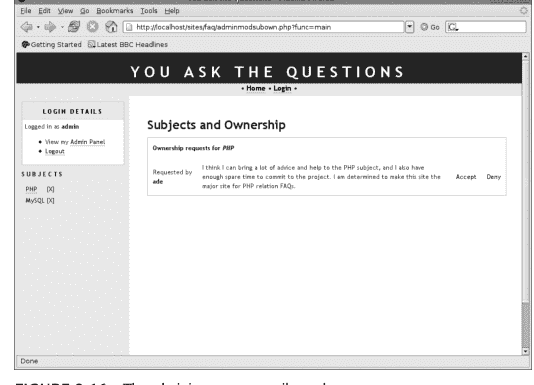 File Edit View Go Bookmarks Tools Help
http://localhost/sites/faq/adminmodsubown.php?func=main
Go
Getting Started Latest BBC Headlines
YOU ASK THE QUESTIONS
• Home • Login •
LOGIN DETAILS
Logged in as admin
• View my Admin Panel
• Logout
SUBJECTS
PHP [X]
MySQL [X]
Subjects and Ownership
Ownership requests for PHP
Requested by ade
I think I can bring a lot of advice and help to the PHP subject, and I also have
enough spare time to commit to the project. I am determined to make this site the
major site for PHP relation FAQs.
Accept Deny
Done